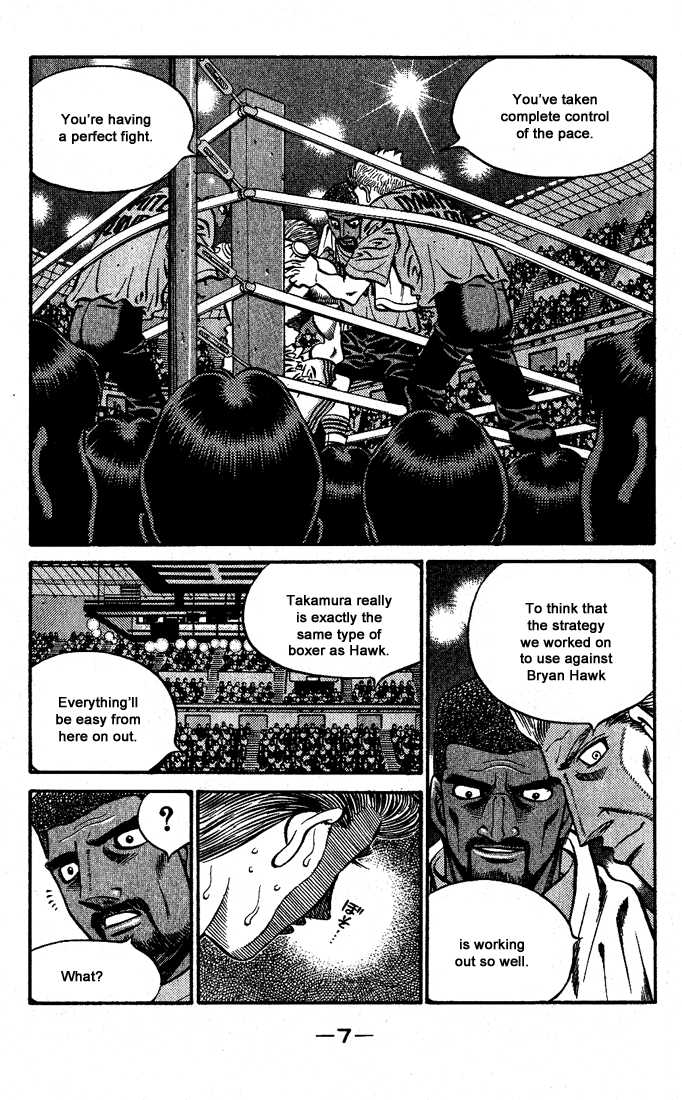 You've taken
complete control
of the pace.
You're having
a perfect fight.
To think that
the strategy
we worked on
to use against
Bryan Hawk
is working
out so well.
Takamura really
is exactly the
same type of
boxer as Hawk.
Everything'll
be easy from
here on out.
?
What?
—7—